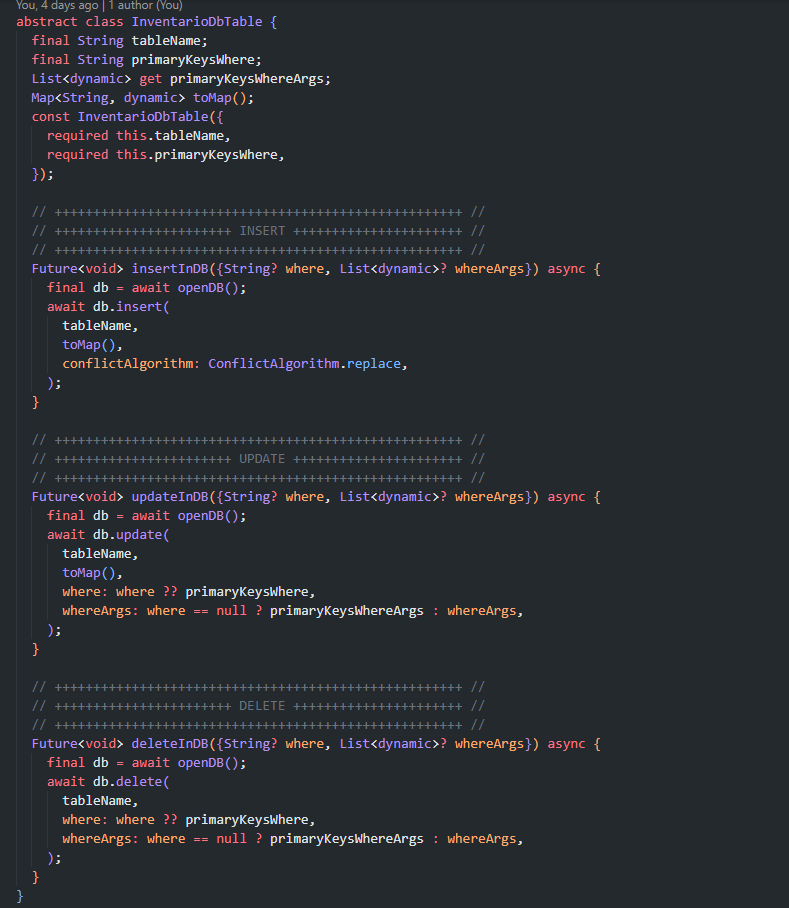 You, 4 days ago | 1 author (You)
abstract class InventarioDbTable {
  final String tableName;
  final String primaryKeysWhere;
  List<dynamic> get primaryKeysWhereArgs;
  Map<String, dynamic> toMap();
  const InventarioDbTable({
    required this.tableName,
    required this.primaryKeysWhere,
  });

  // +++++++++++++++++++++++++++++++++++++++++++++++++++++ //
  // +++++++++++++++++++++++ INSERT ++++++++++++++++++++++ //
  // +++++++++++++++++++++++++++++++++++++++++++++++++++++ //
  Future<void> insertInDB({String? where, List<dynamic>? whereArgs}) async {
    final db = await openDB();
    await db.insert(
      tableName,
      toMap(),
      conflictAlgorithm: ConflictAlgorithm.replace,
    );
  }

  // +++++++++++++++++++++++++++++++++++++++++++++++++++++ //
  // +++++++++++++++++++++++ UPDATE ++++++++++++++++++++++ //
  // +++++++++++++++++++++++++++++++++++++++++++++++++++++ //
  Future<void> updateInDB({String? where, List<dynamic>? whereArgs}) async {
    final db = await openDB();
    await db.update(
      tableName,
      toMap(),
      where: where ?? primaryKeysWhere,
      whereArgs: where == null ? primaryKeysWhereArgs : whereArgs,
    );
  }

  // +++++++++++++++++++++++++++++++++++++++++++++++++++++ //
  // +++++++++++++++++++++++ DELETE ++++++++++++++++++++++ //
  // +++++++++++++++++++++++++++++++++++++++++++++++++++++ //
  Future<void> deleteInDB({String? where, List<dynamic>? whereArgs}) async {
    final db = await openDB();
    await db.delete(
      tableName,
      where: where ?? primaryKeysWhere,
      whereArgs: where == null ? primaryKeysWhereArgs : whereArgs,
    );
  }
}